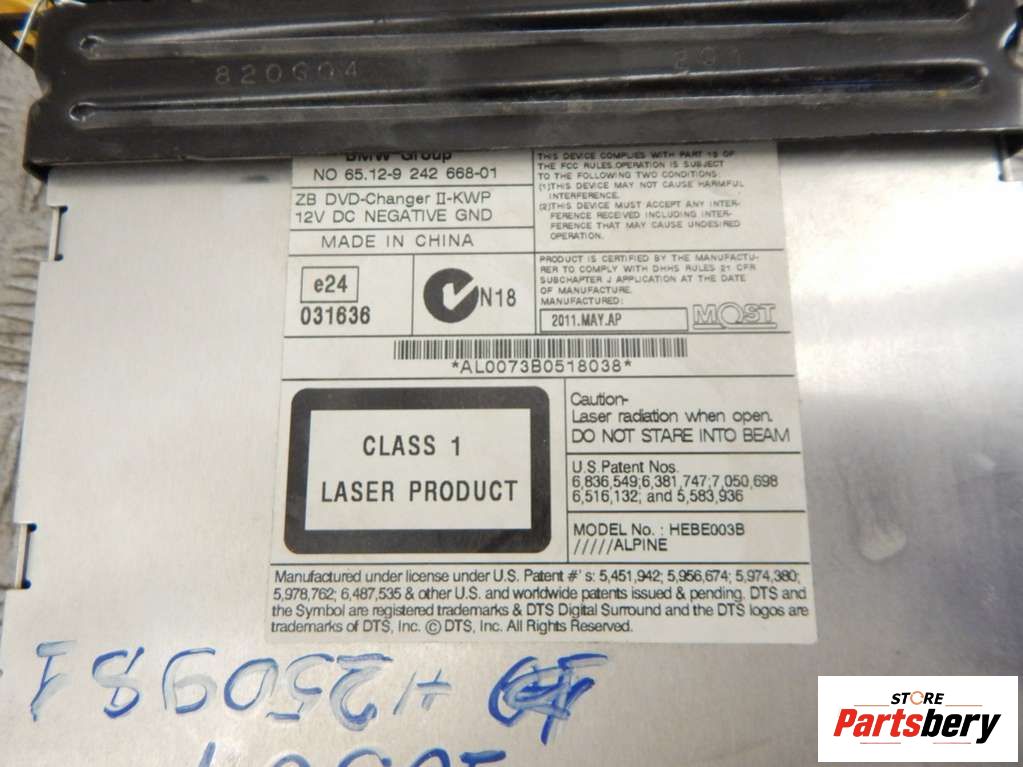 820G04 291
BMW Group
NO 65.12-9 242 668-01
ZB DVD-Changer II-KWP
12V DC NEGATIVE GND
MADE IN CHINA
THIS DEVICE COMPLIES WITH PART 15 OF
THE FCC RULES.OPERATION IS SUBJECT
TO THE FOLLOWING TWO CONDITIONS:
(1)THIS DEVICE MAY NOT CAUSE HARMFUL
INTERFERENCE.
(2)THIS DEVICE MUST ACCEPT ANY INTER-
FERENCE RECEIVED INCLUDING INTER-
FERENCE THAT MAY CAUSE UNDESIRED
OPERATION.
e24
031636
N18
PRODUCT IS CERTIFIED BY THE MANUFACTU-
RER TO COMPLY WITH DHHS RULES 21 CFR
SUBCHAPTER J APPLICATION AT THE DATE
OF MANUFACTURE.
MANUFACTURED:
2011.MAY.AP
MOST
*AL0073B0518038*
CLASS 1
LASER PRODUCT
Caution-
Laser radiation when open.
DO NOT STARE INTO BEAM
U.S.Patent Nos.
6,836,549;6,381,747;7,050,698
6,516,132; and 5,583,936
MODEL No. : HEBE003B
/////ALPINE
Manufactured under license under U.S. Patent #' s: 5,451,942; 5,956,674; 5,974,380;
5,978,762; 6,487,535 & other U.S. and worldwide patents issued & pending. DTS and
the Symbol are registered trademarks & DTS Digital Surround and the DTS logos are
trademarks of DTS, Inc. © DTS, Inc. All Rights Reserved.
STORE
Partsbery